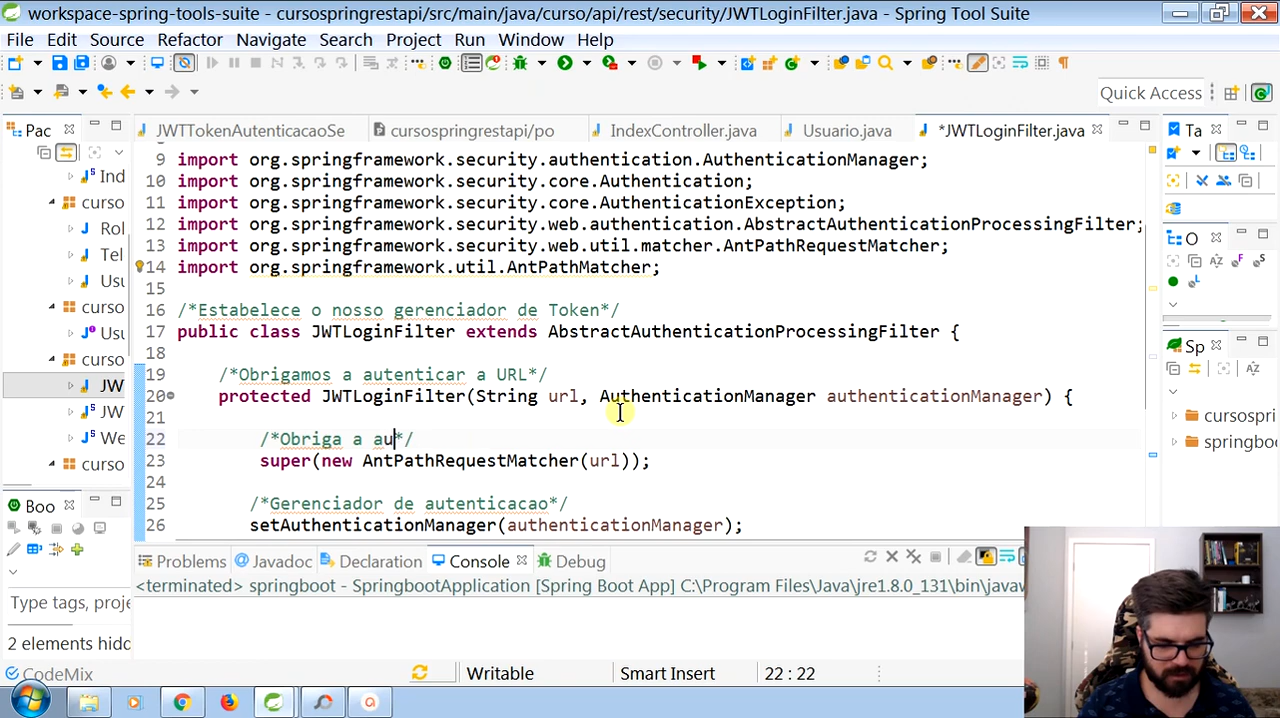 workspace-spring-tools-suite - cursospringrestapi/src/main/java/curso/api/rest/security/JWTLoginFilter.java - Spring Tool Suite
File Edit Source Refactor Navigate Search Project Run Window Help
Quick Access
Pac
JWTTokenAutenticacaoSe cursospringrestapi/po IndexController.java Usuario.java *JWTLoginFilter.java
Ta
Ind
curso
Rol
Tel
Usu
curso
Usu
curso
JWT
JWT
We
curso
9 import org.springframework.security.authentication.AuthenticationManager;
10 import org.springframework.security.core.Authentication;
11 import org.springframework.security.core.AuthenticationException;
12 import org.springframework.security.web.authentication.AbstractAuthenticationProcessingFilter;
13 import org.springframework.security.web.util.matcher.AntPathRequestMatcher;
14 import org.springframework.util.AntPathMatcher;
15
16 /*Estabelece o nosso gerenciador de Token*/
17 public class JWTLoginFilter extends AbstractAuthenticationProcessingFilter {
18
19 /*Obrigamos a autenticar a URL*/
20 protected JWTLoginFilter(String url, AuthenticationManager authenticationManager) {
21
22 /*Obriga a au*/
23 super(new AntPathRequestMatcher(url));
24
25 /*Gerenciador de autenticacao*/
26 setAuthenticationManager(authenticationManager);
O
Sp
cursospri
springboo
Boo
Type tags, proje
2 elements hidd
Problems Javadoc Declaration Console Debug
<terminated> springboot - SpringbootApplication [Spring Boot App] C:\Program Files\Java\jre1.8.0_131\bin\javaw
CodeMix Writable Smart Insert 22 : 22